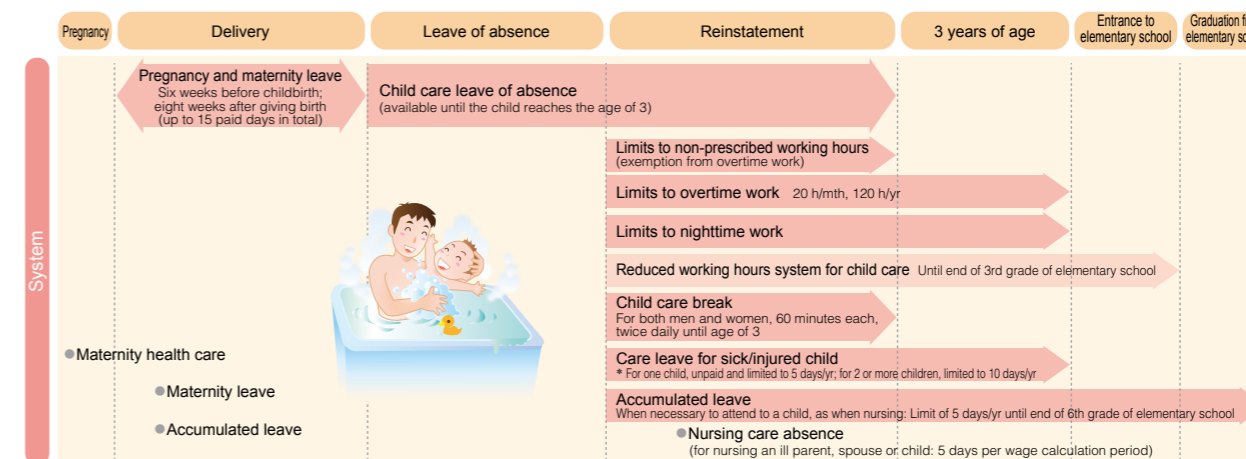 Pregnancy
Delivery
Leave of absence
Reinstatement
3 years of age
Entrance to
elementary school
Graduation
elementary
System
Pregnancy and maternity leave
Six weeks before childbirth;
eight weeks after giving birth
(up to 15 paid days in total)
Child care leave of absence
(available until the child reaches the age of 3)
Limits to non-prescribed working hours
(exemption from overtime work)
Limits to overtime work 20 h/mth, 120 h/yr
Limits to nighttime work
Reduced working hours system for child care Until end of 3rd grade of elementary school
Child care break
For both men and women, 60 minutes each,
twice daily until age of 3
●Maternity health care
Care leave for sick/injured child
* For one child, unpaid and limited to 5 days/yr; for 2 or more children, limited to 10 days/yr
●Maternity leave
Accumulated leave
When necessary to attend to a child, as when nursing: Limit of 5 days/yr until end of 6th grade of elementary school
●Accumulated leave
●Nursing care absence
(for nursing an ill parent, spouse or child: 5 days per wage calculation period)